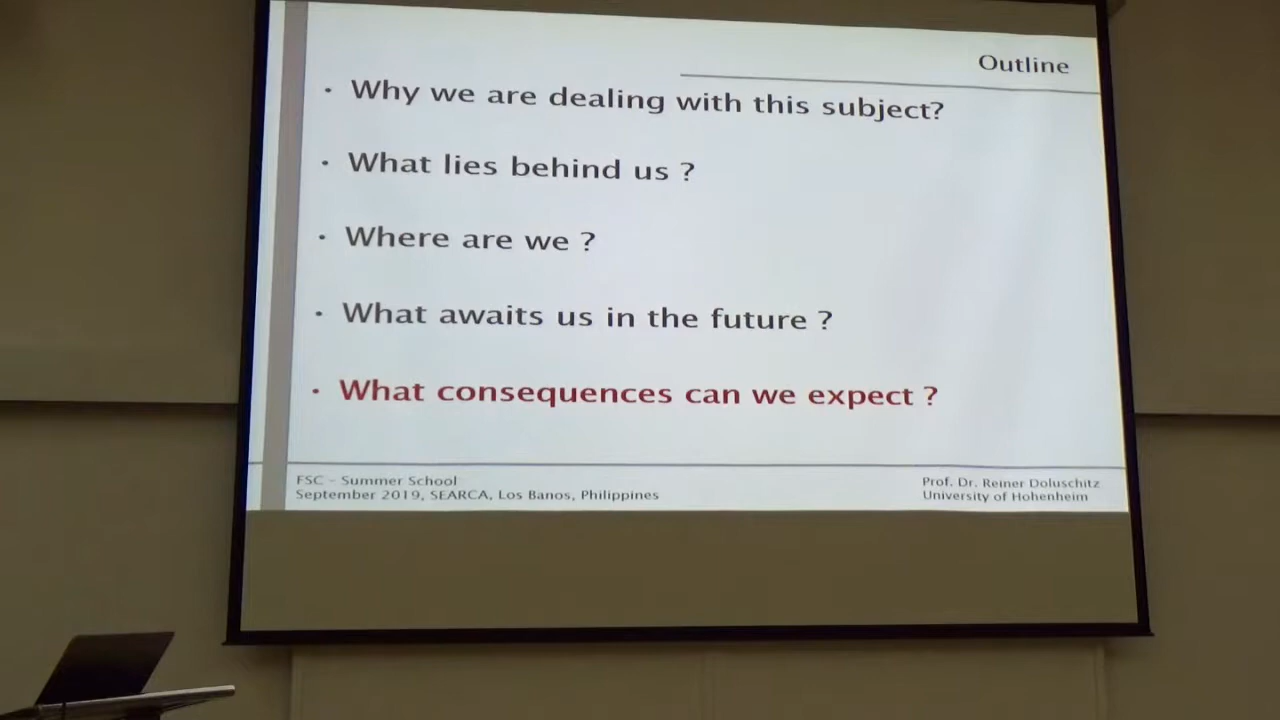 Outline
• Why we are dealing with this subject?
• What lies behind us ?
• Where are we ?
• What awaits us in the future ?
• What consequences can we expect ?
FSC – Summer School
September 2019, SEARCA, Los Banos, Philippines
Prof. Dr. Reiner Doluschitz
University of Hohenheim